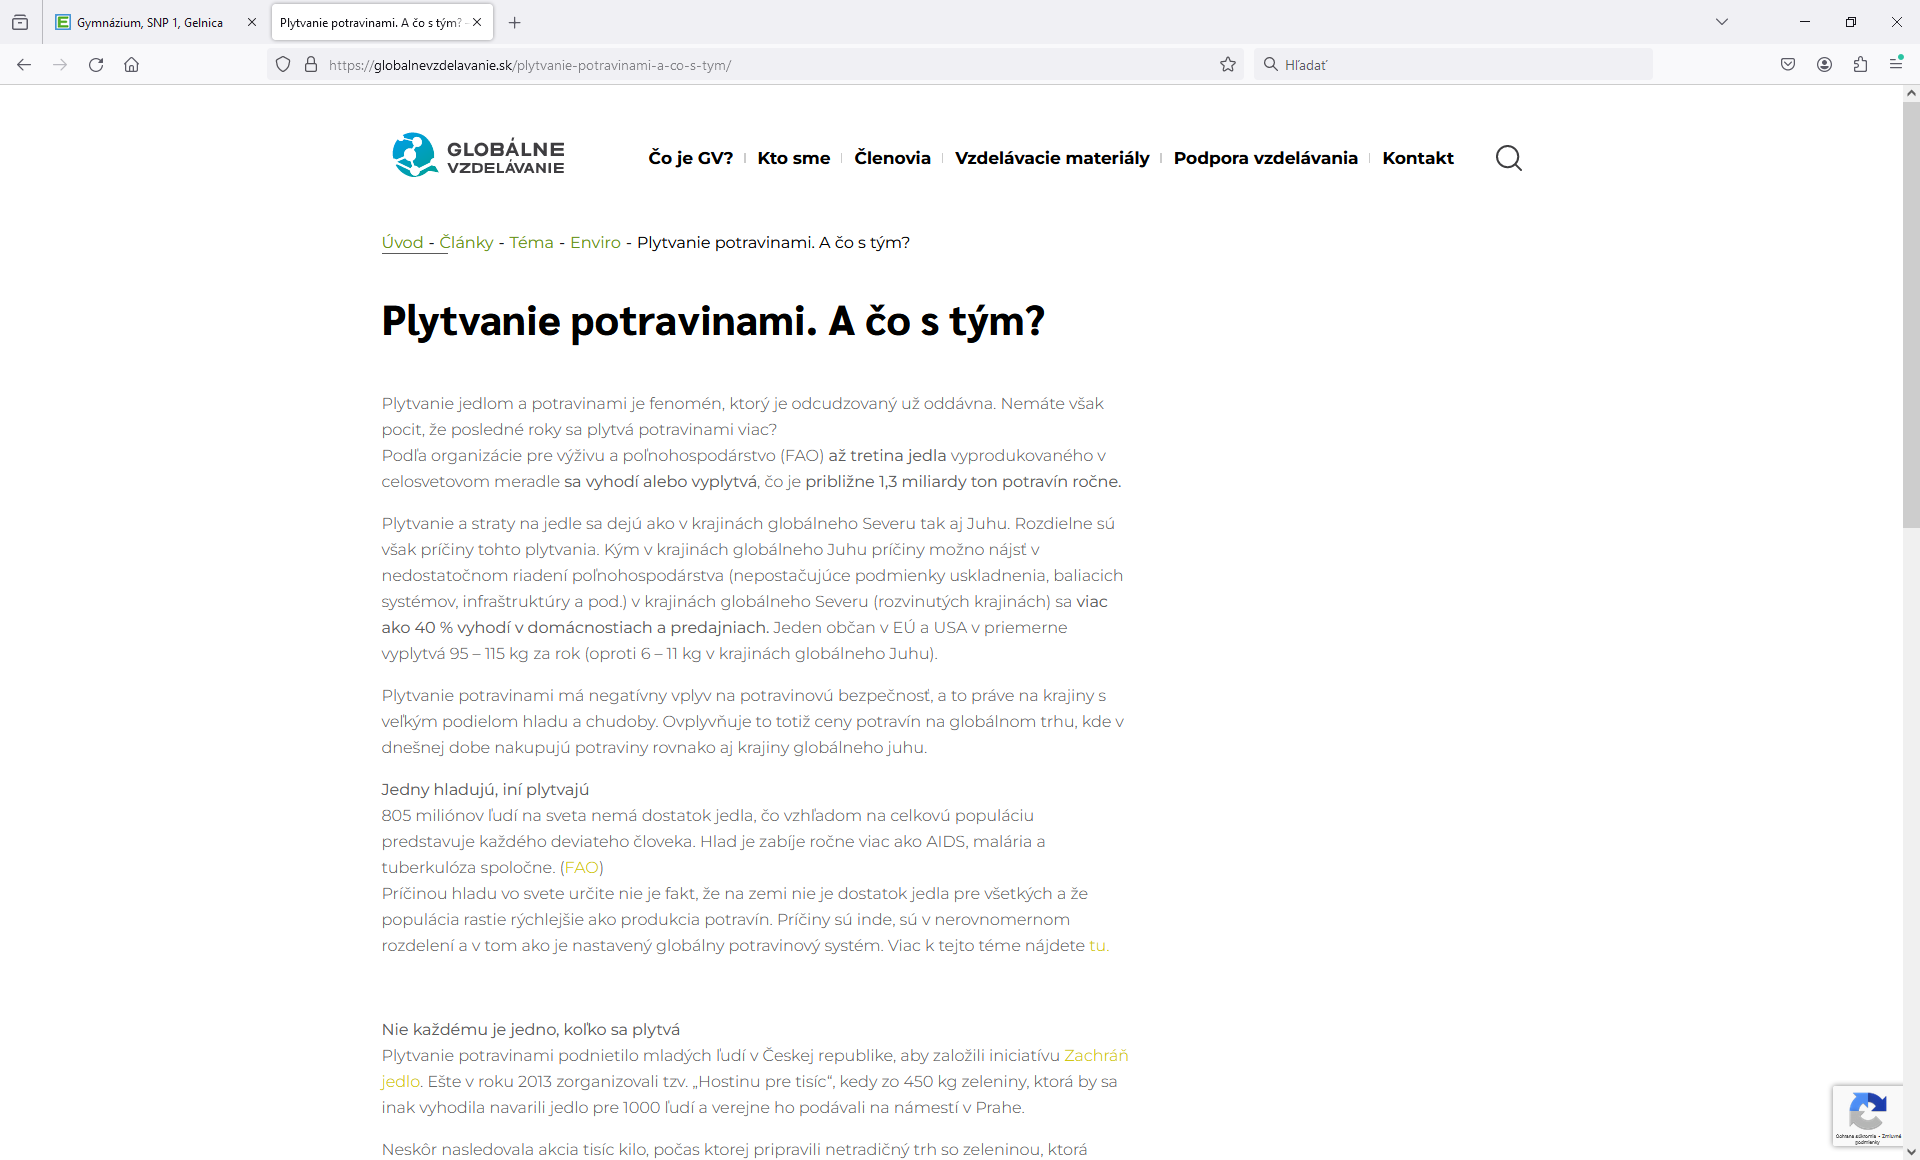 Gymnázium, SNP 1, Gelnica
Plytvanie potravinami. A čo s tým? -
https://globalnevzdelavanie.sk/plytvanie-potravinami-a-co-s-tym/
Hľadať
GLOBÁLNE
VZDELÁVANIE
Čo je GV? Kto sme Členovia Vzdelávacie materiály Podpora vzdelávania Kontakt
Úvod - Články - Téma - Enviro - Plytvanie potravinami. A čo s tým?
Plytvanie potravinami. A čo s tým?
Plytvanie jedlom a potravinami je fenomén, ktorý je odcudzovaný už oddávna. Nemáte však
pocit, že posledné roky sa plytvá potravinami viac?
Podľa organizácie pre výživu a poľnohospodárstvo (FAO) až tretina jedla vyprodukovaného v
celosvetovom meradle sa vyhodí alebo vyplytvá, čo je približne 1,3 miliardy ton potravín ročne.
Plytvanie a straty na jedle sa dejú ako v krajinách globálneho Severu tak aj Juhu. Rozdielne sú
však príčiny tohto plytvania. Kým v krajinách globálneho Juhu príčiny možno nájsť v
nedostatočnom riadení poľnohospodárstva (nepostačujúce podmienky uskladnenia, baliacich
systémov, infraštruktúry a pod.) v krajinách globálneho Severu (rozvinutých krajinách) sa viac
ako 40 % vyhodí v domácnostiach a predajniach. Jeden občan v EÚ a USA v priemerne
vyplytvá 95 – 115 kg za rok (oproti 6 – 11 kg v krajinách globálneho Juhu).
Plytvanie potravinami má negatívny vplyv na potravinovú bezpečnosť, a to práve na krajiny s
veľkým podielom hladu a chudoby. Ovplyvňuje to totiž ceny potravín na globálnom trhu, kde v
dnešnej dobe nakupujú potraviny rovnako aj krajiny globálneho juhu.
Jedny hladujú, iní plytvajú
805 miliónov ľudí na sveta nemá dostatok jedla, čo vzhľadom na celkovú populáciu
predstavuje každého deviateho človeka. Hlad je zabíje ročne viac ako AIDS, malária a
tuberkulóza spoločne. (FAO)
Príčinou hladu vo svete určite nie je fakt, že na zemi nie je dostatok jedla pre všetkých a že
populácia rastie rýchlejšie ako produkcia potravín. Príčiny sú inde, sú v nerovnomernom
rozdelení a v tom ako je nastavený globálny potravinový systém. Viac k tejto téme nájdete tu.
Nie každému je jedno, koľko sa plytvá
Plytvanie potravinami podnietilo mladých ľudí v Českej republike, aby založili iniciatívu Zachráň
jedlo. Ešte v roku 2013 zorganizovali tzv. „Hostinu pre tisíc“, kedy zo 450 kg zeleniny, ktorá by sa
inak vyhodila navarili jedlo pre 1000 ľudí a verejne ho podávali na námestí v Prahe.
Neskôr nasledovala akcia tisíc kilo, počas ktorej pripravili netradičný trh so zeleninou, ktorá
Ochrana súkromia - Zmluvné
podmienky